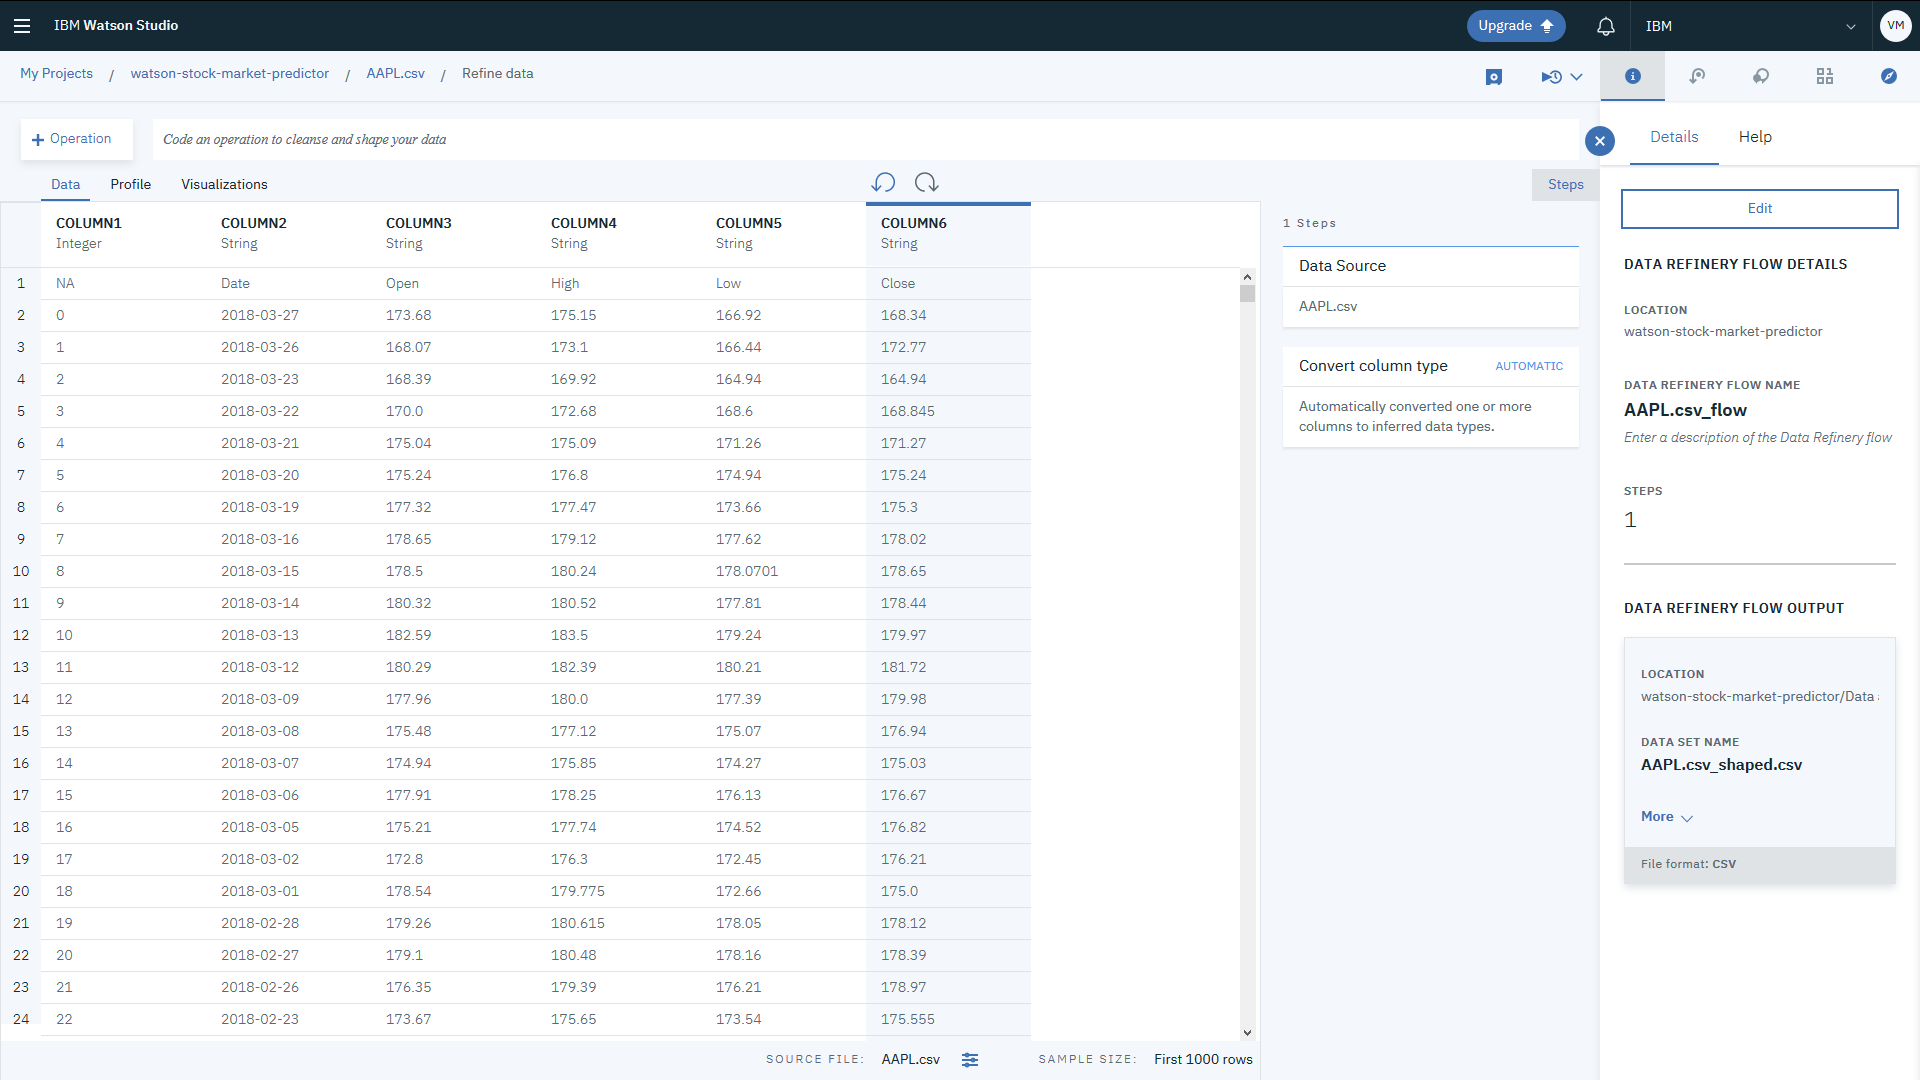 IBM Watson Studio
Upgrade
IBM
VM
My Projects / watson-stock-market-predictor / AAPL.csv / Refine data
+ Operation
Code an operation to cleanse and shape your data
Data Profile Visualizations
Steps
COLUMN1 COLUMN2 COLUMN3 COLUMN4 COLUMN5 COLUMN6
Integer String String String String String
1 NA Date Open High Low Close
2 0 2018-03-27 173.68 175.15 166.92 168.34
3 1 2018-03-26 168.07 173.1 166.44 172.77
4 2 2018-03-23 168.39 169.92 164.94 164.94
5 3 2018-03-22 170.0 172.68 168.6 168.845
6 4 2018-03-21 175.04 175.09 171.26 171.27
7 5 2018-03-20 175.24 176.8 174.94 175.24
8 6 2018-03-19 177.32 177.47 173.66 175.3
9 7 2018-03-16 178.65 179.12 177.62 178.02
10 8 2018-03-15 178.5 180.24 178.0701 178.65
11 9 2018-03-14 180.32 180.52 177.81 178.44
12 10 2018-03-13 182.59 183.5 179.24 179.97
13 11 2018-03-12 180.29 182.39 180.21 181.72
14 12 2018-03-09 177.96 180.0 177.39 179.98
15 13 2018-03-08 175.48 177.12 175.07 176.94
16 14 2018-03-07 174.94 175.85 174.27 175.03
17 15 2018-03-06 177.91 178.25 176.13 176.67
18 16 2018-03-05 175.21 177.74 174.52 176.82
19 17 2018-03-02 172.8 176.3 172.45 176.21
20 18 2018-03-01 178.54 179.775 172.66 175.0
21 19 2018-02-28 179.26 180.615 178.05 178.12
22 20 2018-02-27 179.1 180.48 178.16 178.39
23 21 2018-02-26 176.35 179.39 176.21 178.97
24 22 2018-02-23 173.67 175.65 173.54 175.555
SOURCE FILE: AAPL.csv
SAMPLE SIZE: First 1000 rows
1 Steps
Data Source
AAPL.csv
Convert column type AUTOMATIC
Automatically converted one or more
columns to inferred data types.
Details Help
Edit
DATA REFINERY FLOW DETAILS
LOCATION
watson-stock-market-predictor
DATA REFINERY FLOW NAME
AAPL.csv_flow
Enter a description of the Data Refinery flow
STEPS
1
DATA REFINERY FLOW OUTPUT
LOCATION
watson-stock-market-predictor/Data
DATA SET NAME
AAPL.csv_shaped.csv
More
File format: CSV